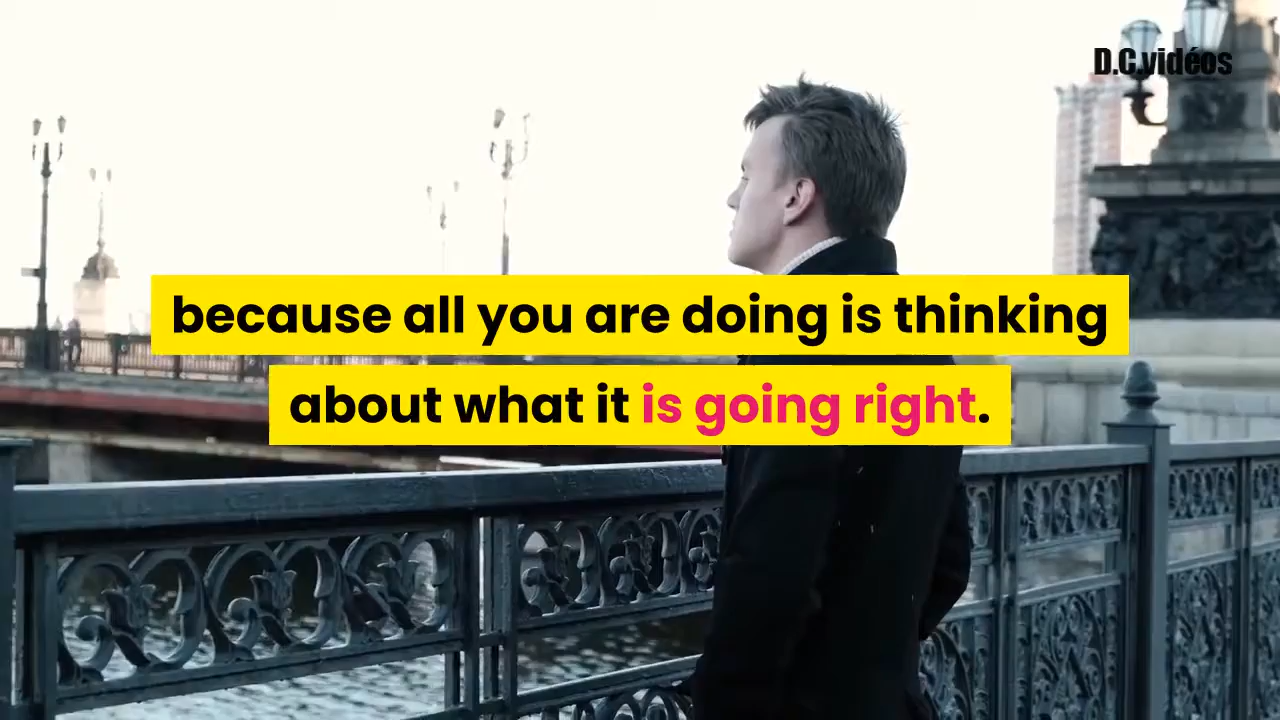 D.C.vidéos
because all you are doing is thinking
about what it is going right.